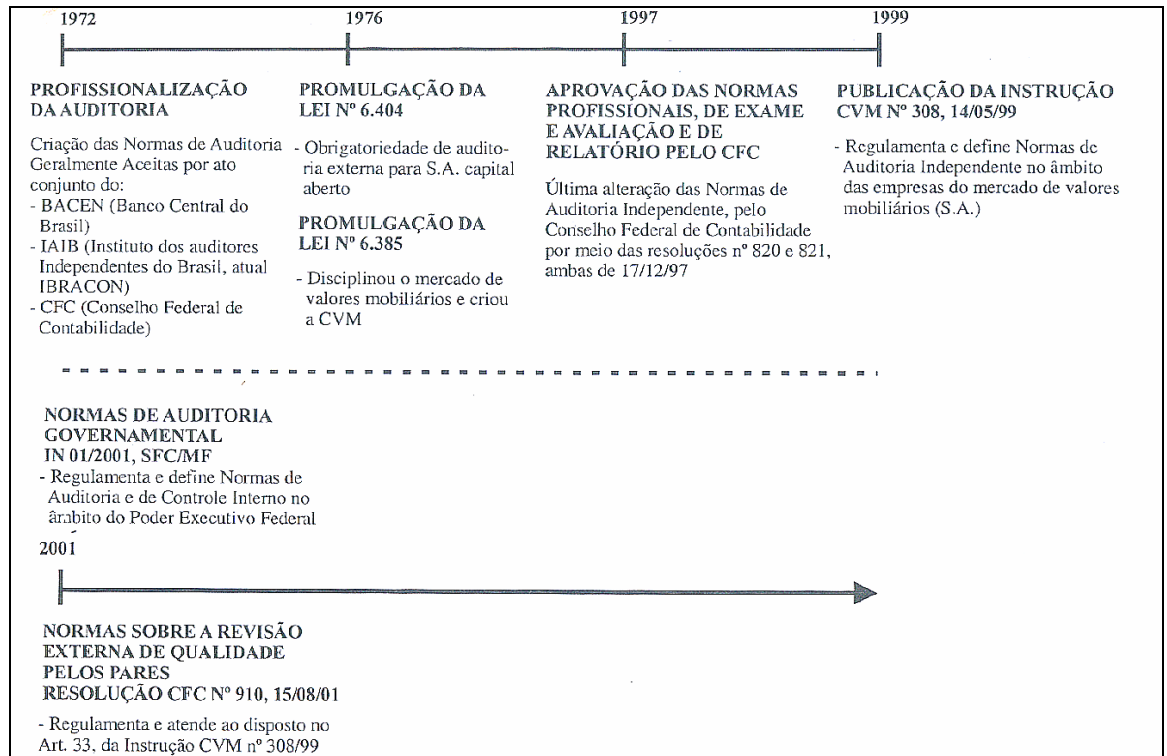 1972
1976
1997
1999
PROFISSIONALIZAÇÃO
DA AUDITORIA
Criação das Normas de Auditoria
Geralmente Aceitas por ato
conjunto do:
- BACEN (Banco Central do
Brasil)
- IAIB (Instituto dos auditores
Independentes do Brasil, atual
IBRACON)
- CFC (Conselho Federal de
Contabilidade)
PROMULGAÇÃO DA
LEI Nº 6.404
- Obrigatoriedade de audito-
ria externa para S.A. capital
aberto
PROMULGAÇÃO DA
LEI Nº 6.385
- Disciplinou o mercado de
valores mobiliários e criou
a CVM
APROVAÇÃO DAS NORMAS
PROFISSIONAIS, DE EXAME
E AVALIAÇÃO E DE
RELATÓRIO PELO CFC
Última alteração das Normas de
Auditoria Independente, pelo
Conselho Federal de Contabilidade
por meio das resoluções nº 820 e 821,
ambas de 17/12/97
PUBLICAÇÃO DA INSTRUÇÃO
CVM Nº 308, 14/05/99
- Regulamenta e define Normas de
Auditoria Independente no âmbito
das empresas do mercado de valores
mobiliários (S.A.)
NORMAS DE AUDITORIA
GOVERNAMENTAL
IN 01/2001, SFC/MF
- Regulamenta e define Normas de
Auditoria e de Controle Interno no
âmbito do Poder Executivo Federal
2001
NORMAS SOBRE A REVISÃO
EXTERNA DE QUALIDADE
PELOS PARES
RESOLUÇÃO CFC Nº 910, 15/08/01
- Regulamenta e atende ao disposto no
Art. 33, da Instrução CVM nº 308/99